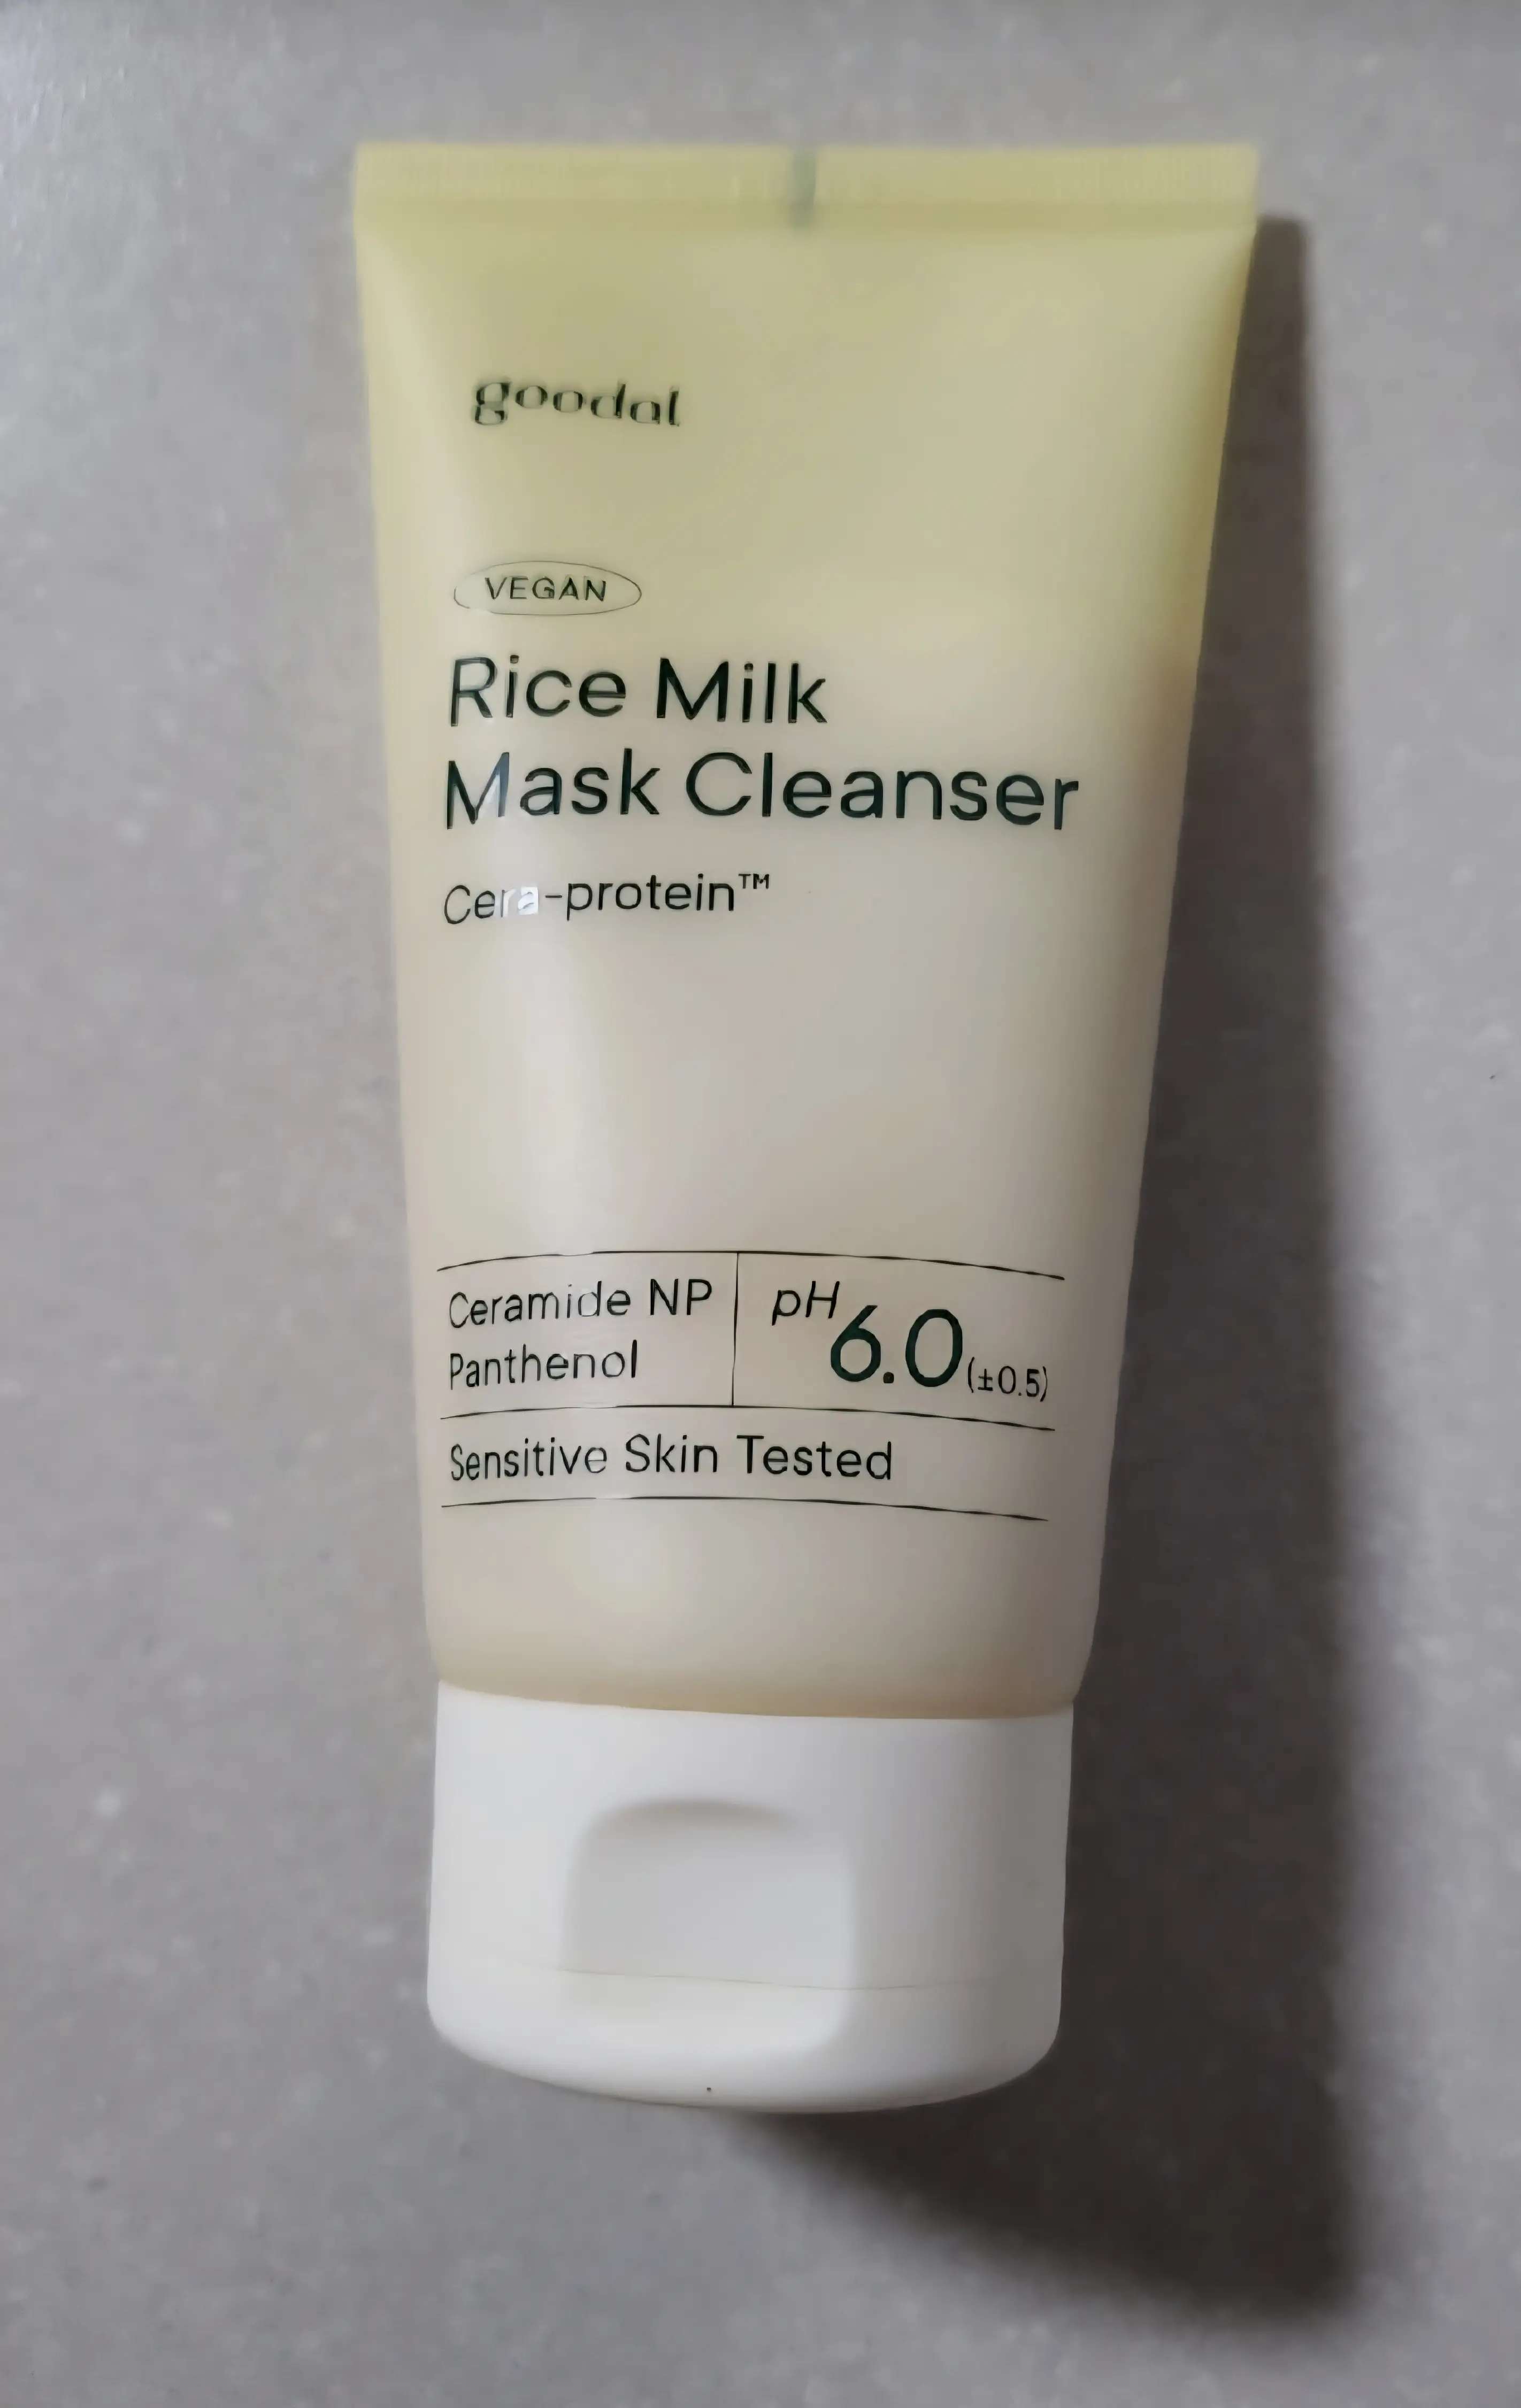 goodal
VEGAN
Rice Milk
Mask Cleanser
Cera-protein™
Ceramide NP
Panthenol
pH 6.0 (±0.5)
Sensitive Skin Tested